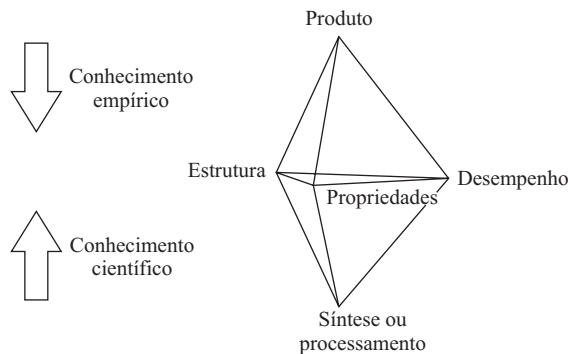 Produto
Conhecimento
empírico
Estrutura
Desempenho
Propriedades
Conhecimento
científico
Síntese ou
processamento